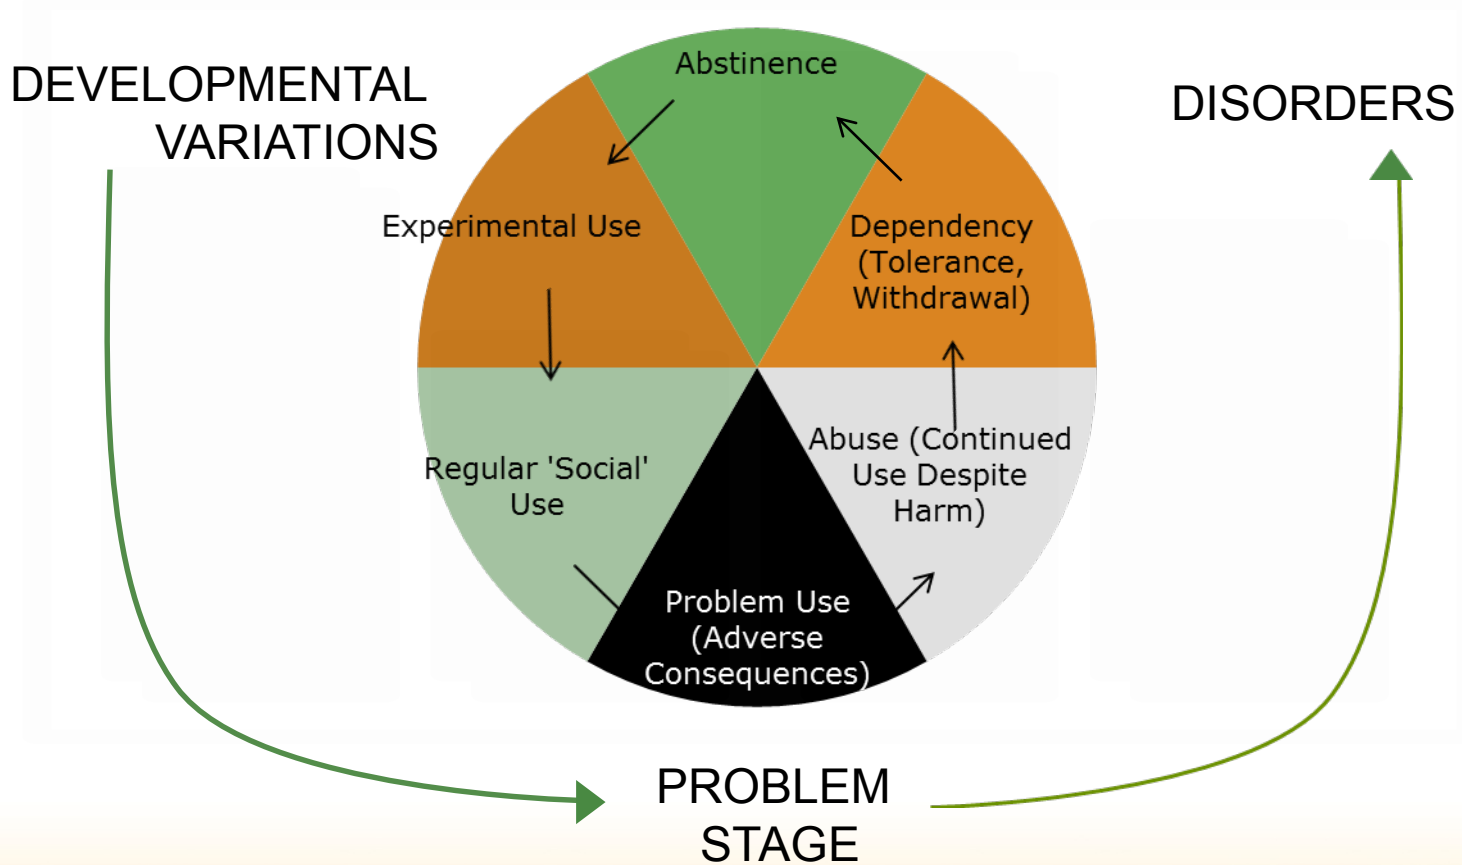 DEVELOPMENTAL
VARIATIONS
DISORDERS
Abstinence
Experimental Use
Dependency
(Tolerance,
Withdrawal)
Regular 'Social'
Use
Abuse (Continued
Use Despite
Harm)
Problem Use
(Adverse
Consequences)
PROBLEM
STAGE